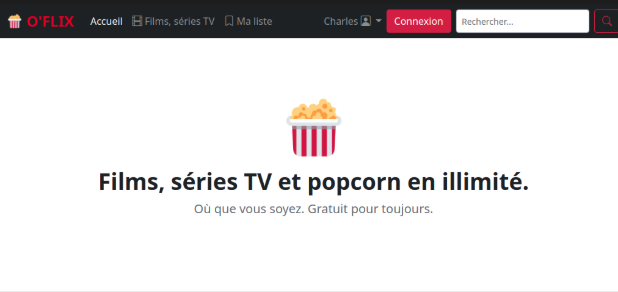 O'FLIX Accueil Films, séries TV Ma liste Charles Connexion Rechercher...
Films, séries TV et popcorn en illimité.
Où que vous soyez. Gratuit pour toujours.